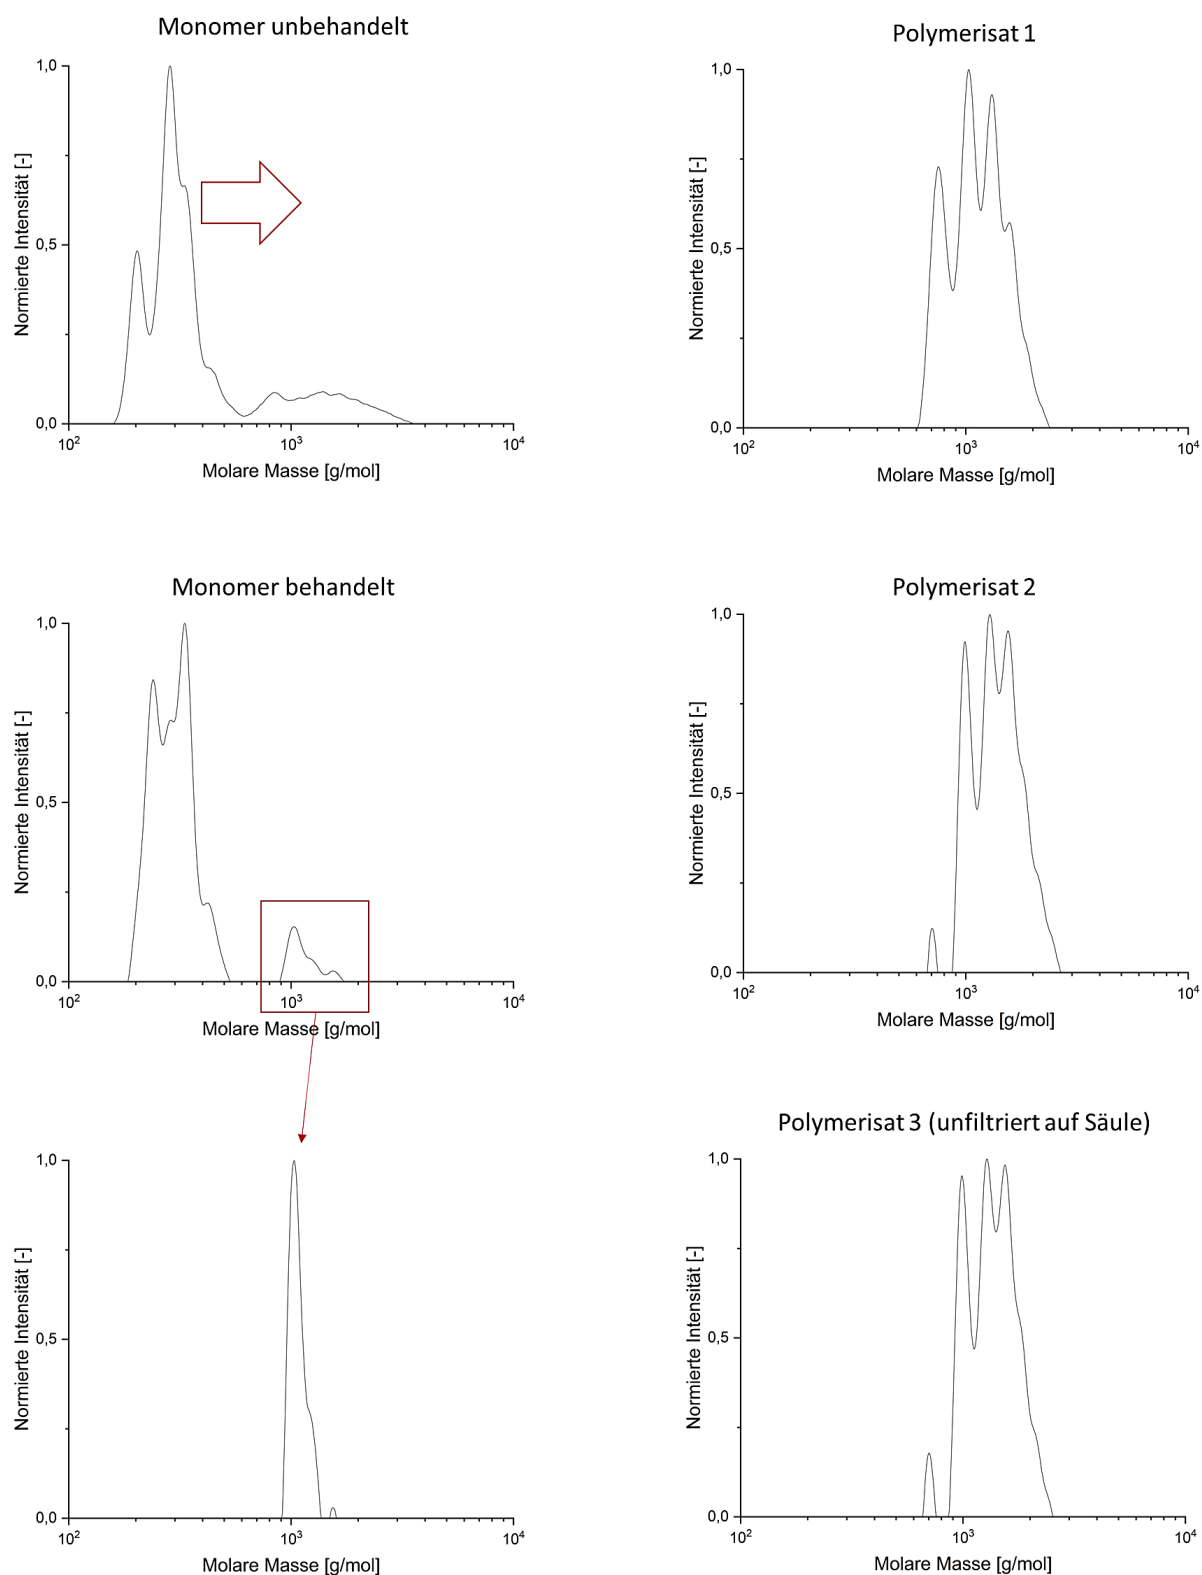 Monomer unbehandelt
1,0
0,5
0,0
10²
10³
10⁴
Normierte Intensität [-]
Molare Masse [g/mol]
Polymerisat 1
1,0
0,5
0,0
10²
10³
10⁴
Normierte Intensität [-]
Molare Masse [g/mol]
Monomer behandelt
1,0
0,5
0,0
10²
10³
10⁴
Normierte Intensität [-]
Molare Masse [g/mol]
Polymerisat 2
1,0
0,5
0,0
10²
10³
10⁴
Normierte Intensität [-]
Molare Masse [g/mol]
1,0
0,5
0,0
10²
10³
10⁴
Normierte Intensität [-]
Molare Masse [g/mol]
Polymerisat 3 (unfiltriert auf Säule)
1,0
0,5
0,0
10²
10³
10⁴
Normierte Intensität [-]
Molare Masse [g/mol]